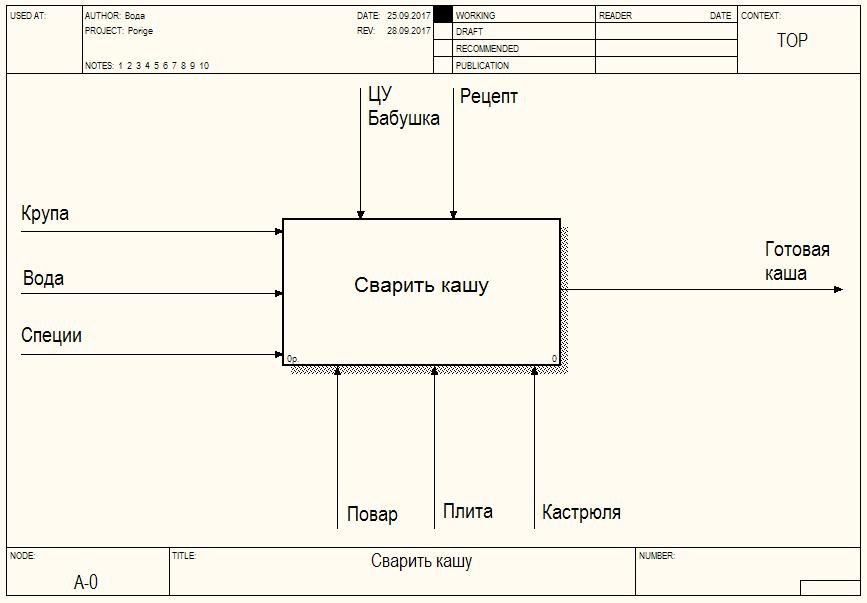 USED AT:
AUTHOR: Вода
DATE: 25.09.2017
WORKING
READER
DATE
CONTEXT:
PROJECT: Porige
REV: 28.09.2017
DRAFT
TOP
RECOMMENDED
NOTES: 1 2 3 4 5 6 7 8 9 10
PUBLICATION
ЦУ
Бабушка
Рецепт
Крупа
Вода
Специи
Сварить кашу
0р.
0
Готовая
каша
Повар
Плита
Кастрюля
NODE:
A-0
TITLE:
Сварить кашу
NUMBER: